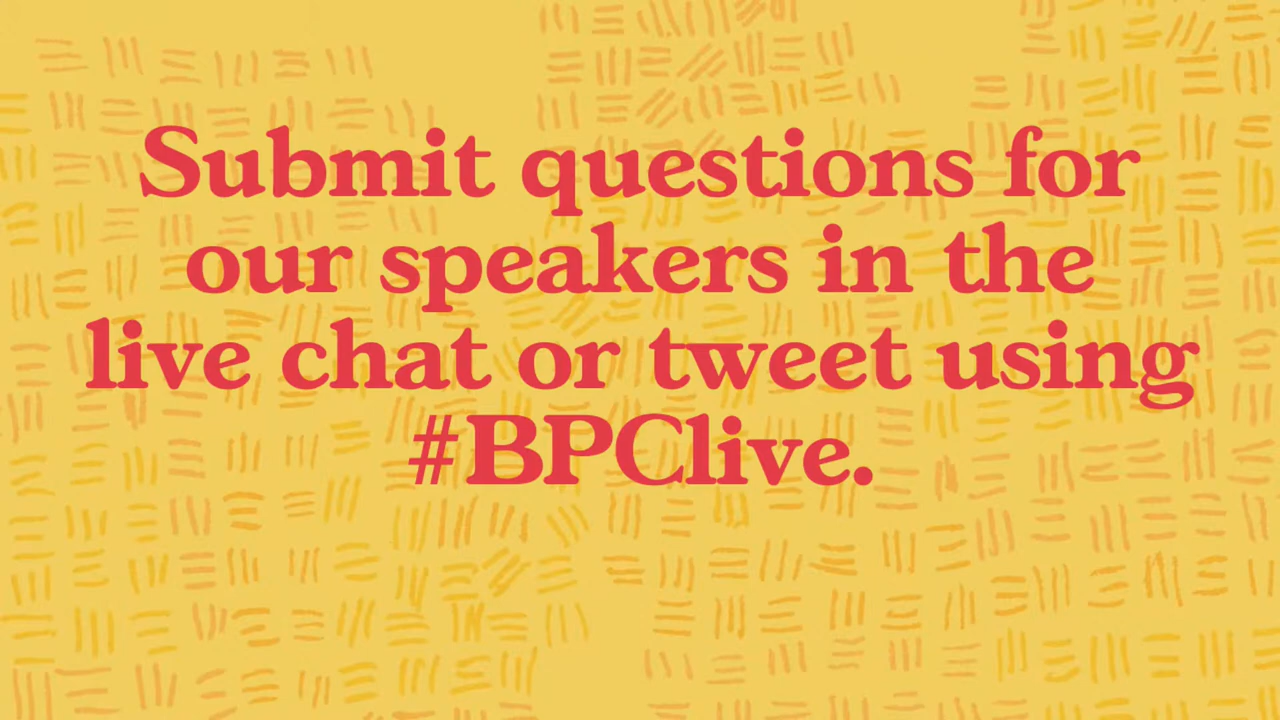 Submit questions for
our speakers in the
live chat or tweet using
#BPClive.